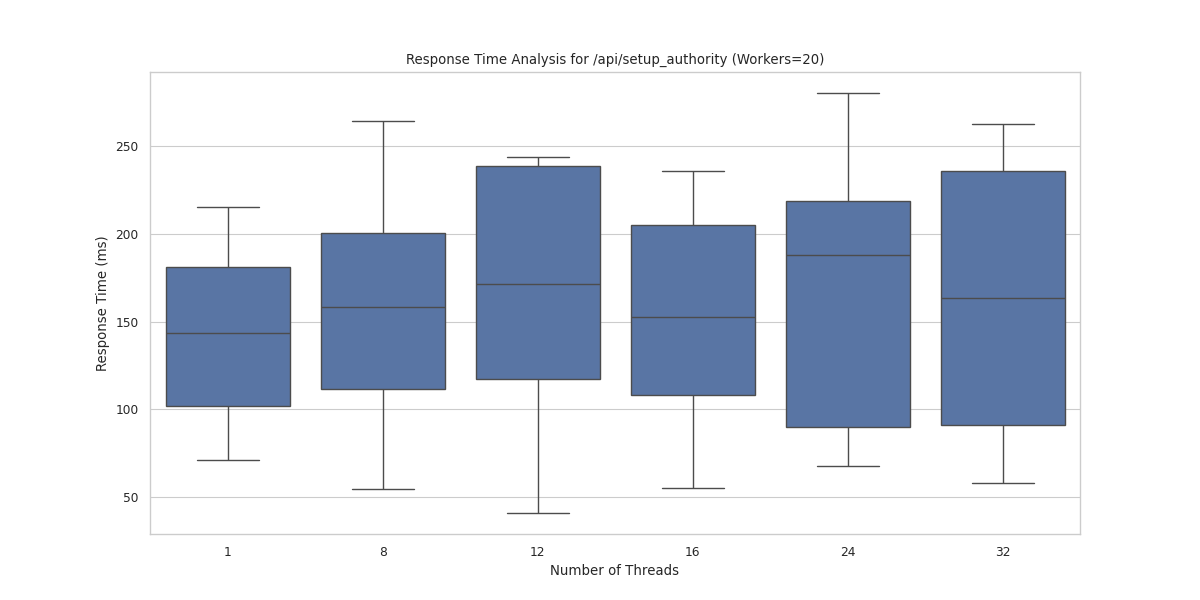 Response Time Analysis for /api/setup_authority (Workers=20)
Response Time (ms)
250
200
150
100
50
1 8 12 16 24 32
Number of Threads